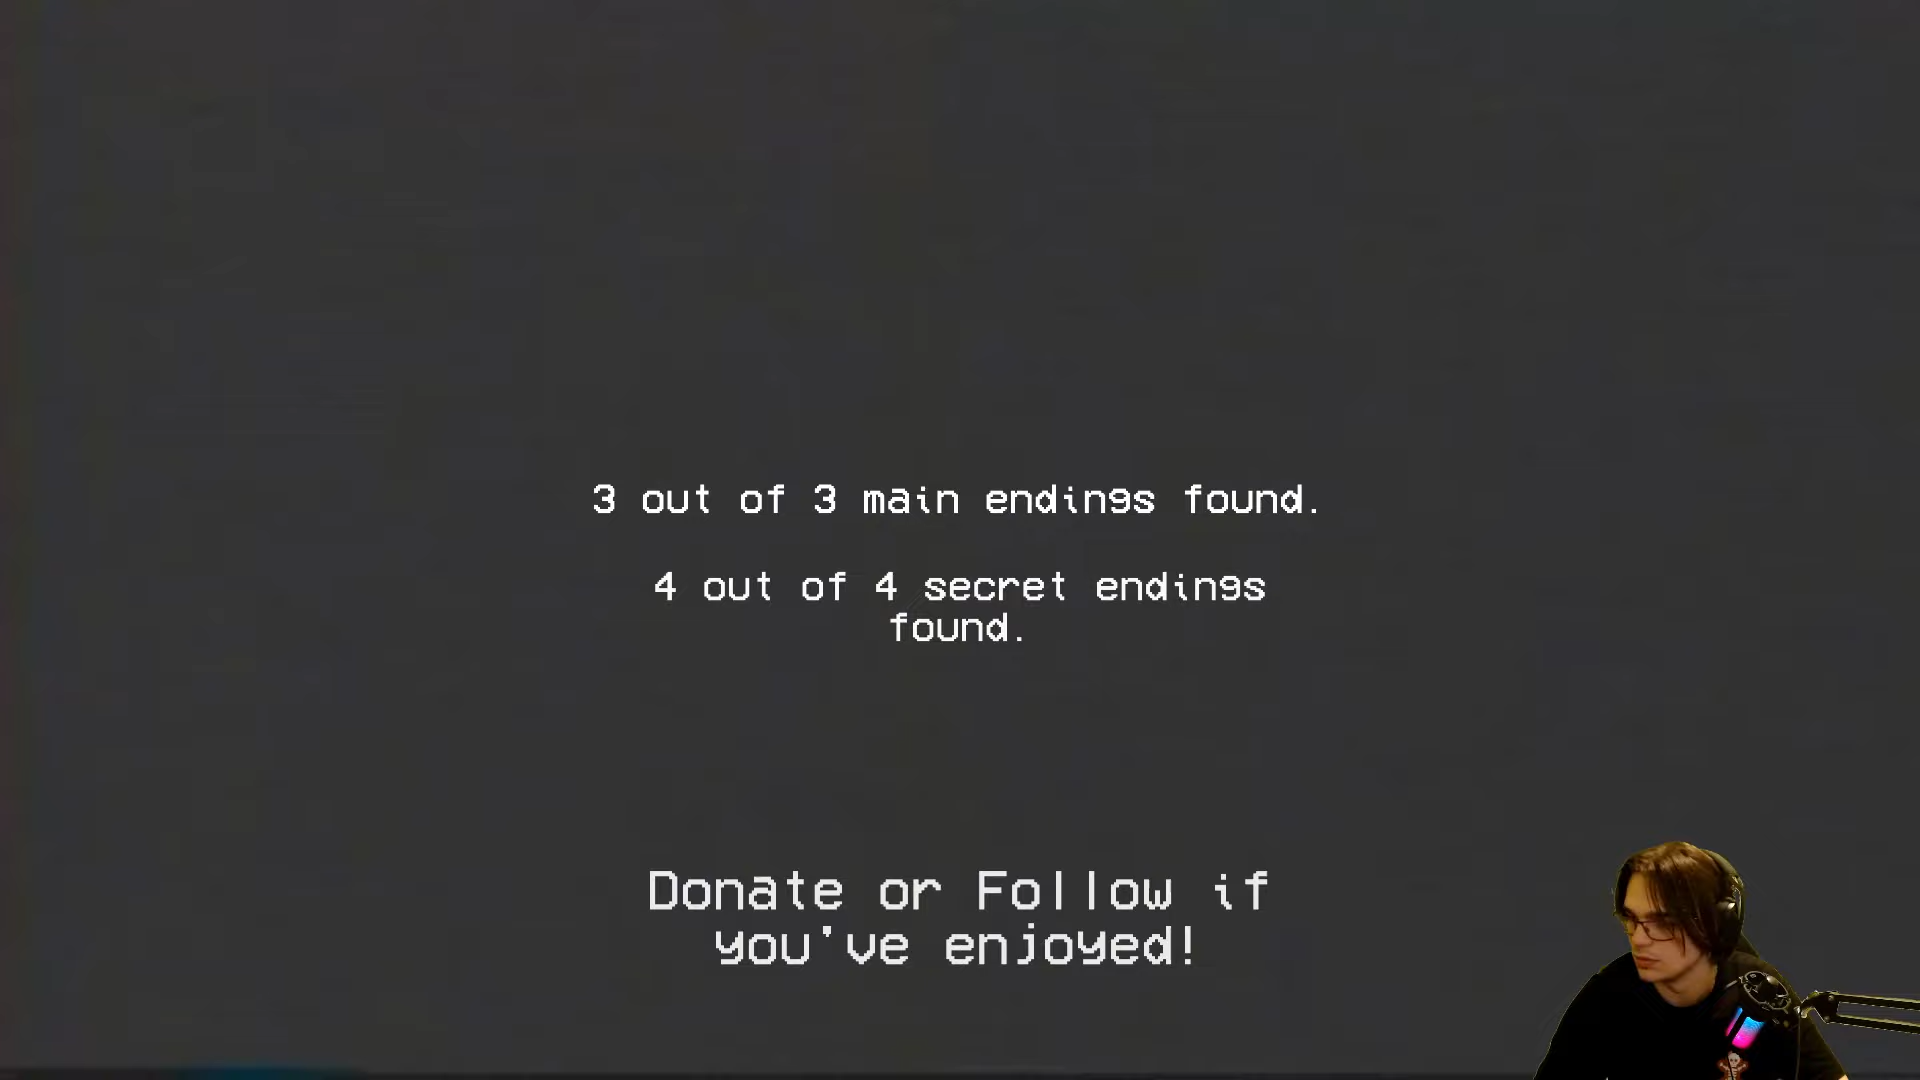 3 out of 3 main endings found.
4 out of 4 secret endings
found.
Donate or Follow if
you've enjoyed!